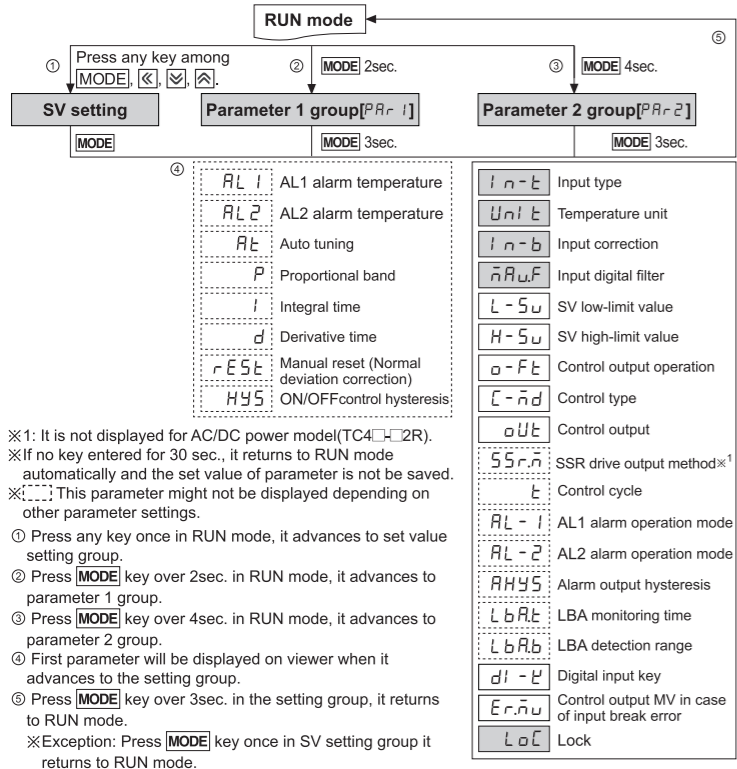 RUN mode
⑤
① Press any key among
MODE, ≪, ︾, ︽.
② MODE 2sec.
③ MODE 4sec.
SV setting
Parameter 1 group[PAr1]
Parameter 2 group[PAr2]
MODE
MODE 3sec.
MODE 3sec.
④
AL1 AL1 alarm temperature
AL2 AL2 alarm temperature
At Auto tuning
P Proportional band
I Integral time
d Derivative time
rESt Manual reset (Normal
deviation correction)
HYS ON/OFFcontrol hysteresis
In-t Input type
UnIt Temperature unit
In-b Input correction
mAv.F Input digital filter
L-Sv SV low-limit value
H-Sv SV high-limit value
o-Ft Control output operation
C-md Control type
oUt Control output
SSr.m SSR drive output method※1
t Control cycle
AL-1 AL1 alarm operation mode
AL-2 AL2 alarm operation mode
AHYS Alarm output hysteresis
LbA.t LBA monitoring time
LbA.b LBA detection range
dI-K Digital input key
Er.mv Control output MV in case
of input break error
LoC Lock
※1: It is not displayed for AC/DC power model(TC4□-□2R).
※If no key entered for 30 sec., it returns to RUN mode
automatically and the set value of parameter is not be saved.
※ This parameter might not be displayed depending on
other parameter settings.
① Press any key once in RUN mode, it advances to set value
setting group.
② Press MODE key over 2sec. in RUN mode, it advances to
parameter 1 group.
③ Press MODE key over 4sec. in RUN mode, it advances to
parameter 2 group.
④ First parameter will be displayed on viewer when it
advances to the setting group.
⑤ Press MODE key over 3sec. in the setting group, it returns
to RUN mode.
※Exception: Press MODE key once in SV setting group it
returns to RUN mode.